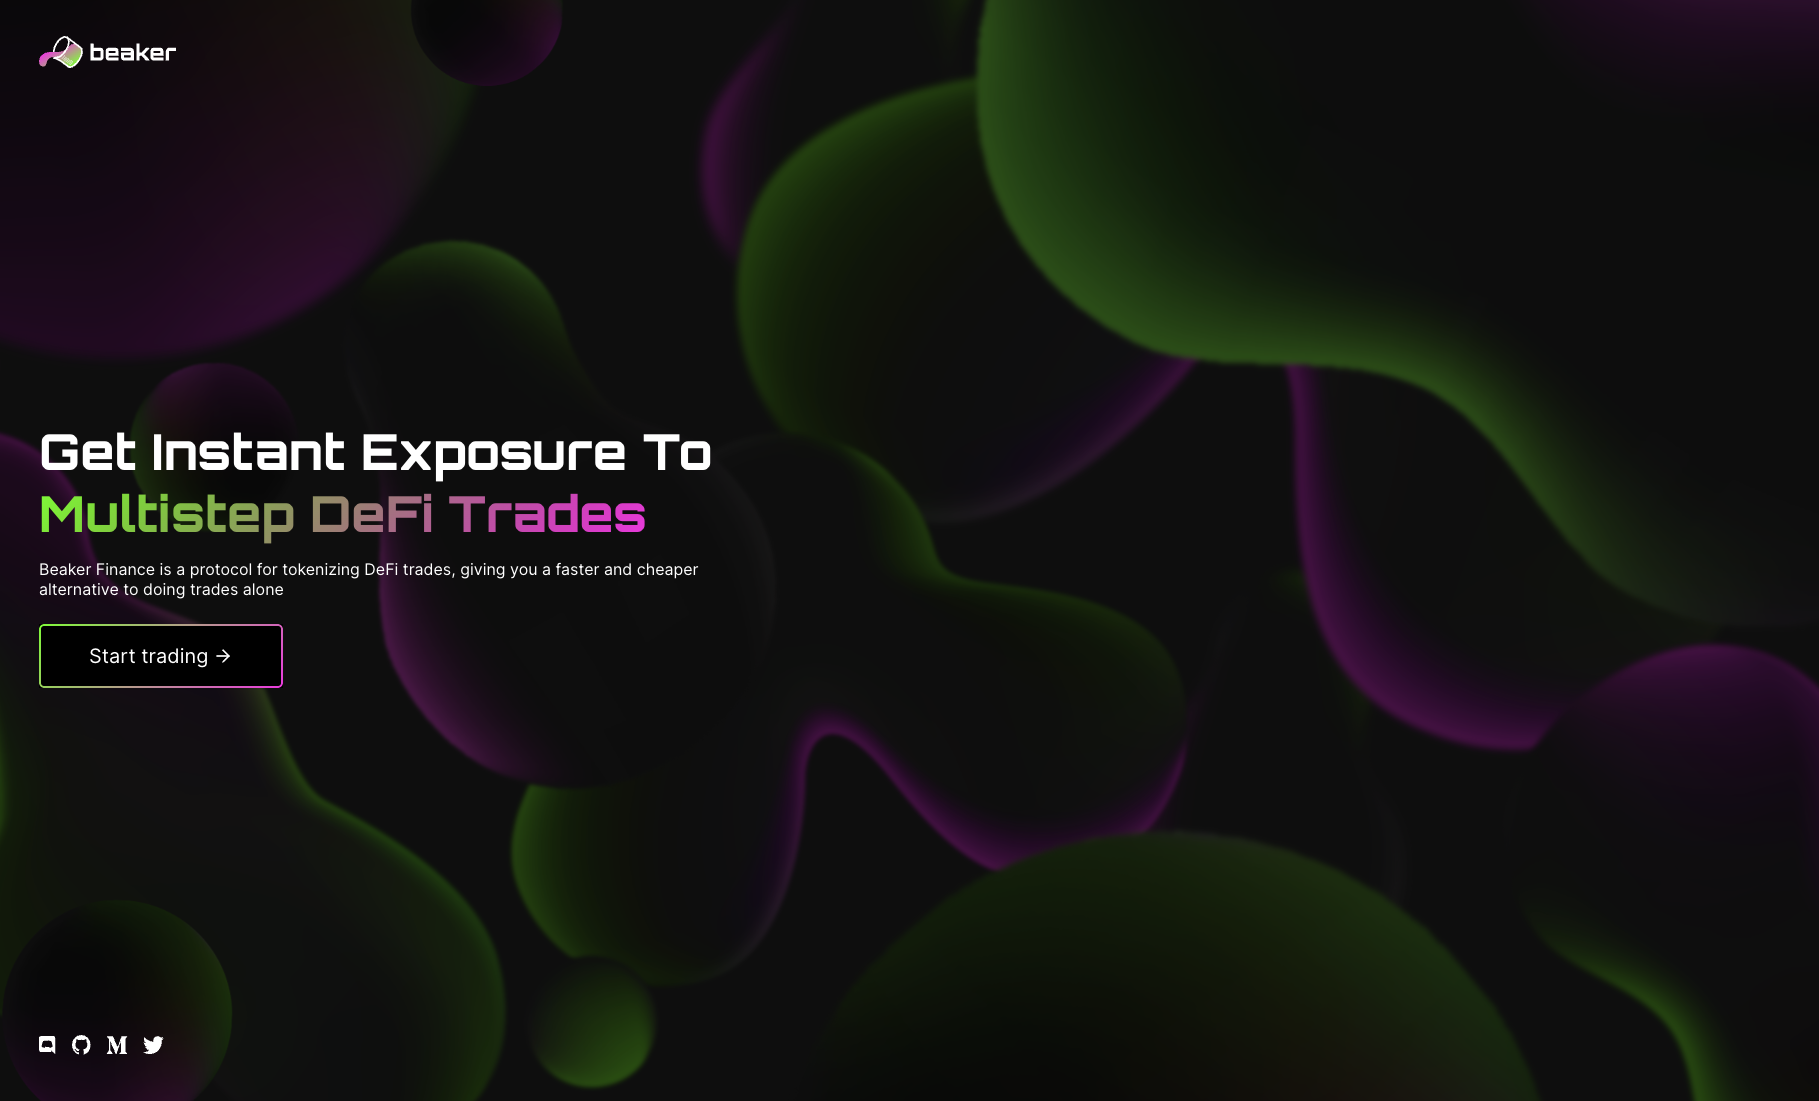 beaker
Get Instant Exposure To
Multistep DeFi Trades
Beaker Finance is a protocol for tokenizing DeFi trades, giving you a faster and cheaper
alternative to doing trades alone
Start trading →